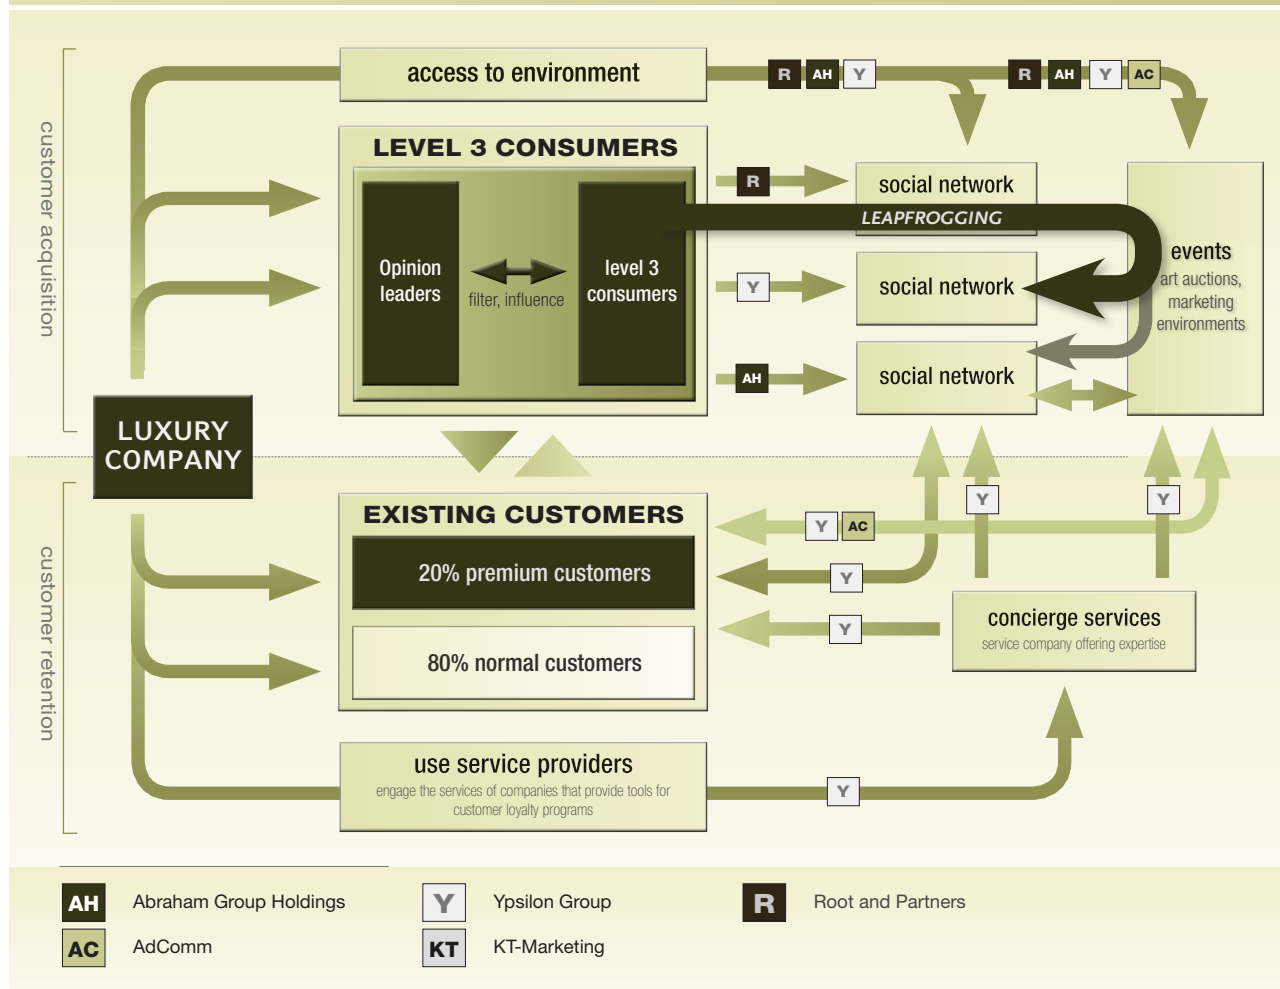 access to environment
R
AH
Y
R
AH
Y
AC
customer acquisition
LEVEL 3 CONSUMERS
Opinion
leaders
filter, influence
level 3
consumers
R
social network
LEAPFROGGING
Y
social network
AH
social network
events
art auctions,
marketing
environments
LUXURY
COMPANY
customer retention
EXISTING CUSTOMERS
20% premium customers
80% normal customers
Y
AC
Y
Y
Y
Y
concierge services
service company offering expertise
use service providers
engage the services of companies that provide tools for
customer loyalty programs
Y
AH
Abraham Group Holdings
Y
Ypsilon Group
R
Root and Partners
AC
AdComm
KT
KT-Marketing